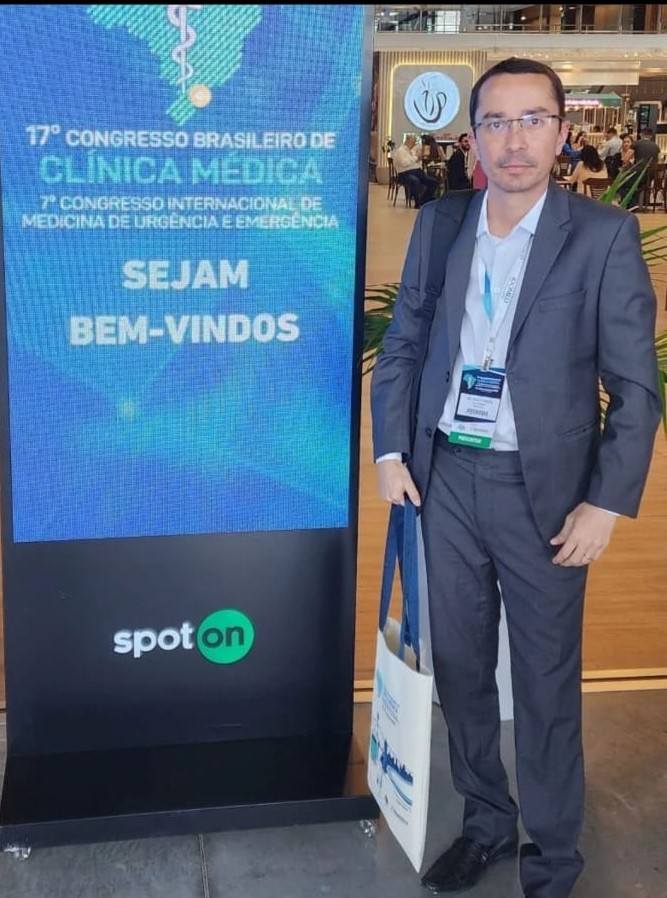 17º CONGRESSO BRASILEIRO DE
CLÍNICA MÉDICA
7º CONGRESSO INTERNACIONAL DE
MEDICINA DE URGÊNCIA E EMERGÊNCIA
SEJAM
BEM-VINDOS
spot on